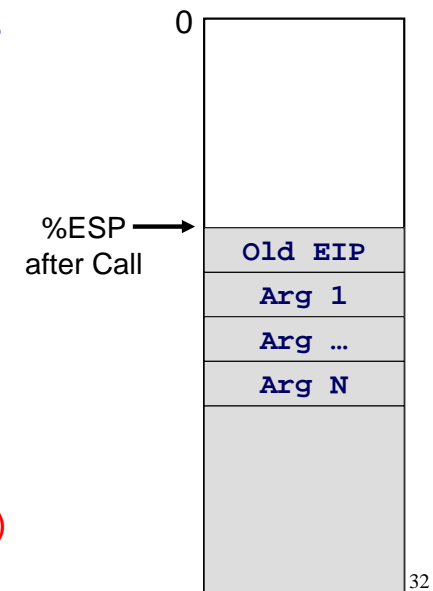 0
%ESP
after Call
Old EIP
Arg 1
Arg …
Arg N
)
32